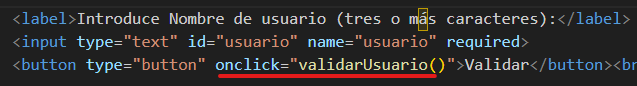 <label>Introduce Nombre de usuario (tres o más caracteres):</label>
<input type="text" id="usuario" name="usuario" required>
<button type="button" onclick="validarUsuario()">Validar</button><br